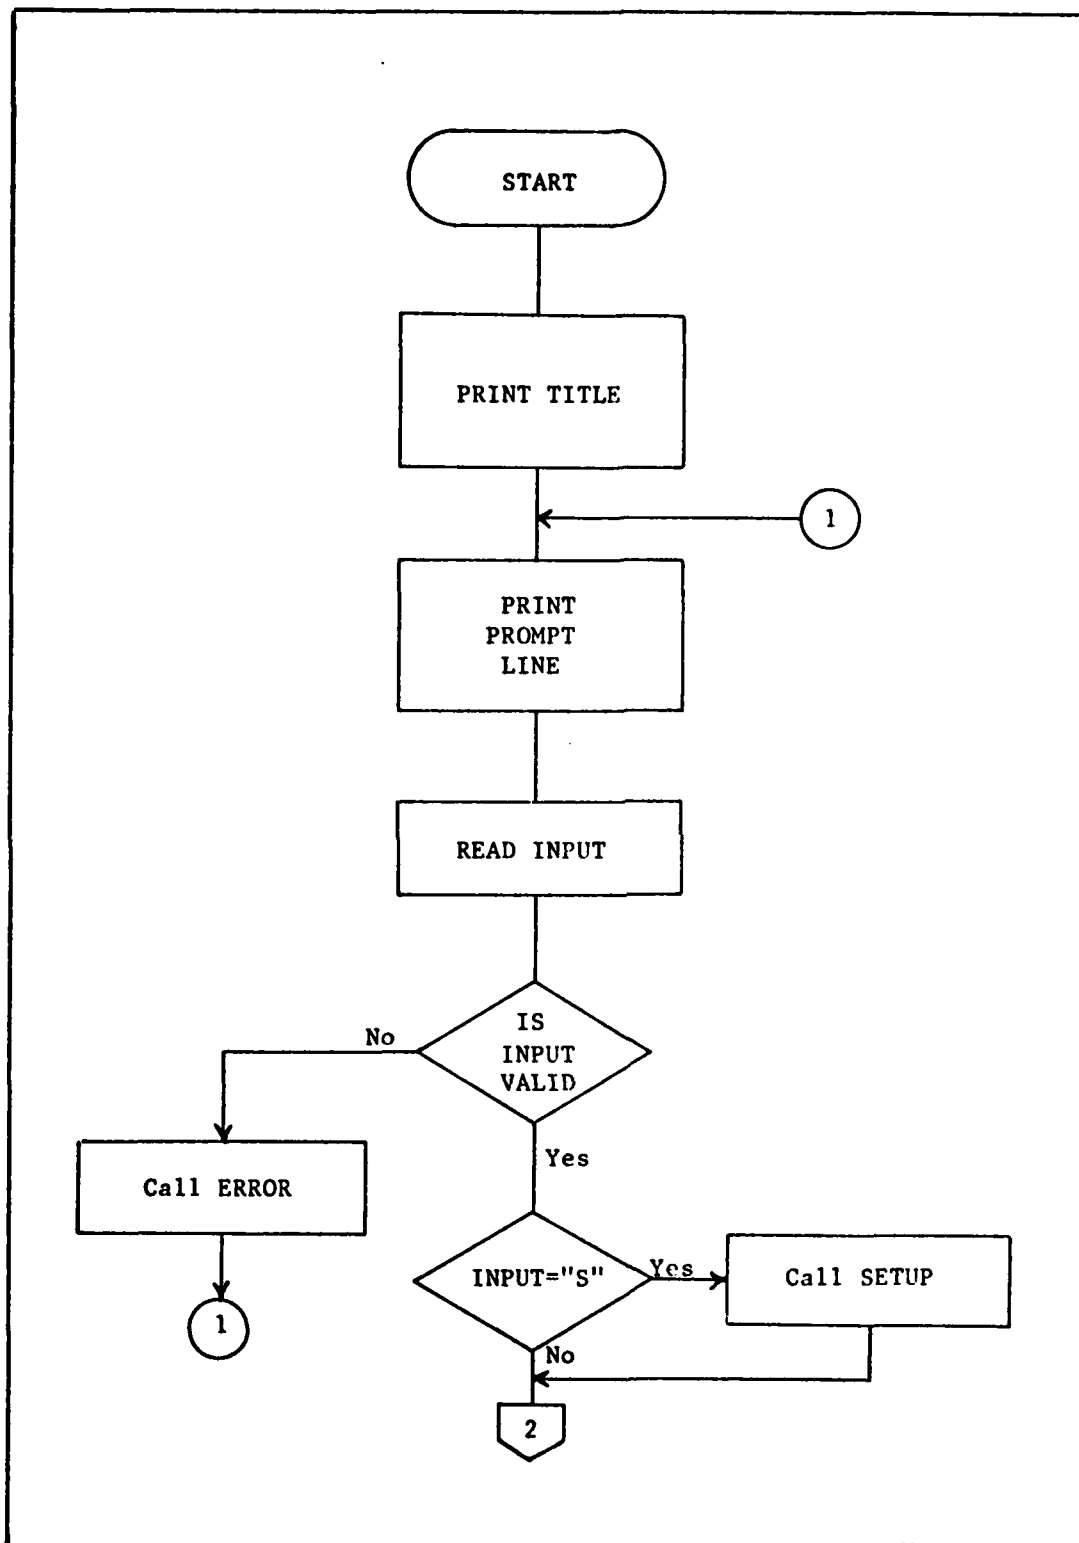 START
PRINT TITLE
1
PRINT
PROMPT
LINE
READ INPUT
IS
INPUT
VALID
No
Yes
Call ERROR
1
INPUT="S"
Yes
Call SETUP
No
2